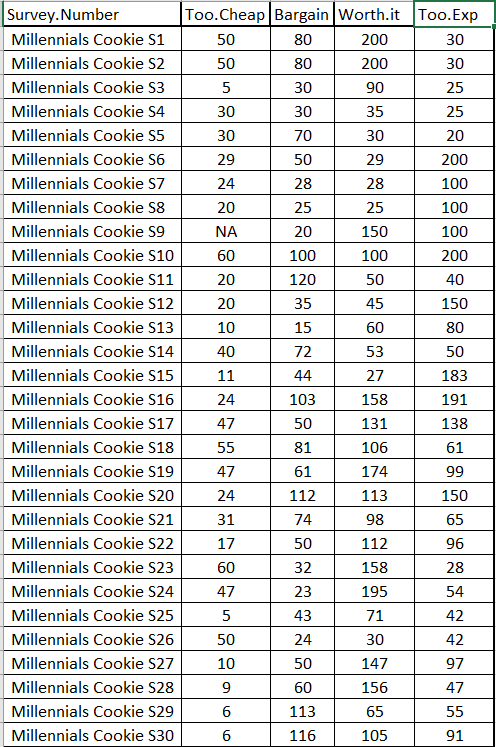 Survey.Number Too.Cheap Bargain Worth.it Too.Exp
Millennials Cookie S1 50 80 200 30
Millennials Cookie S2 50 80 200 30
Millennials Cookie S3 5 30 90 25
Millennials Cookie S4 30 30 35 25
Millennials Cookie S5 30 70 30 20
Millennials Cookie S6 29 50 29 200
Millennials Cookie S7 24 28 28 100
Millennials Cookie S8 20 25 25 100
Millennials Cookie S9 NA 20 150 100
Millennials Cookie S10 60 100 100 200
Millennials Cookie S11 20 120 50 40
Millennials Cookie S12 20 35 45 150
Millennials Cookie S13 10 15 60 80
Millennials Cookie S14 40 72 53 50
Millennials Cookie S15 11 44 27 183
Millennials Cookie S16 24 103 158 191
Millennials Cookie S17 47 50 131 138
Millennials Cookie S18 55 81 106 61
Millennials Cookie S19 47 61 174 99
Millennials Cookie S20 24 112 113 150
Millennials Cookie S21 31 74 98 65
Millennials Cookie S22 17 50 112 96
Millennials Cookie S23 60 32 158 28
Millennials Cookie S24 47 23 195 54
Millennials Cookie S25 5 43 71 42
Millennials Cookie S26 50 24 30 42
Millennials Cookie S27 10 50 147 97
Millennials Cookie S28 9 60 156 47
Millennials Cookie S29 6 113 65 55
Millennials Cookie S30 6 116 105 91